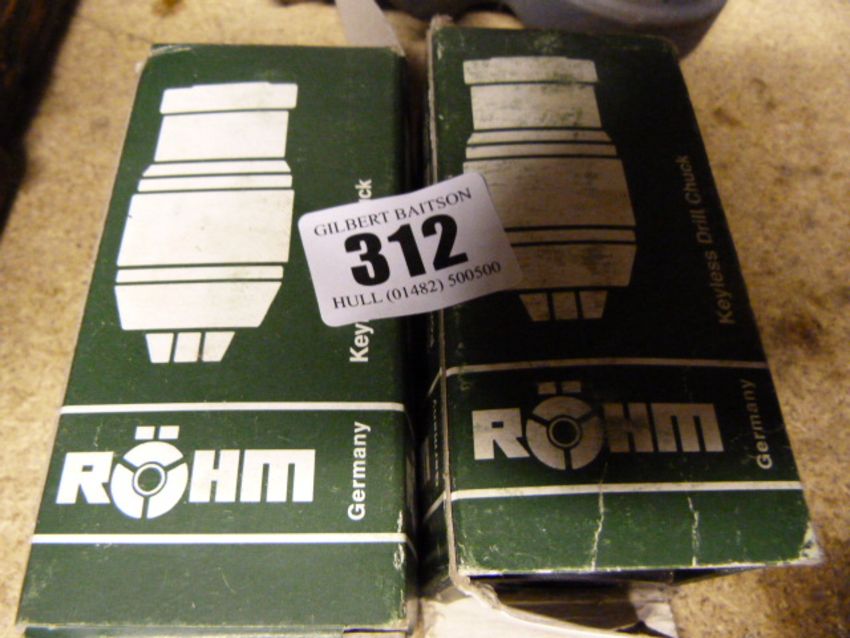 GILBERT BAITSON
312
HULL (01482) 500500
Keyless Drill Chuck
RÖHM
Germany
RÖHM
Germany